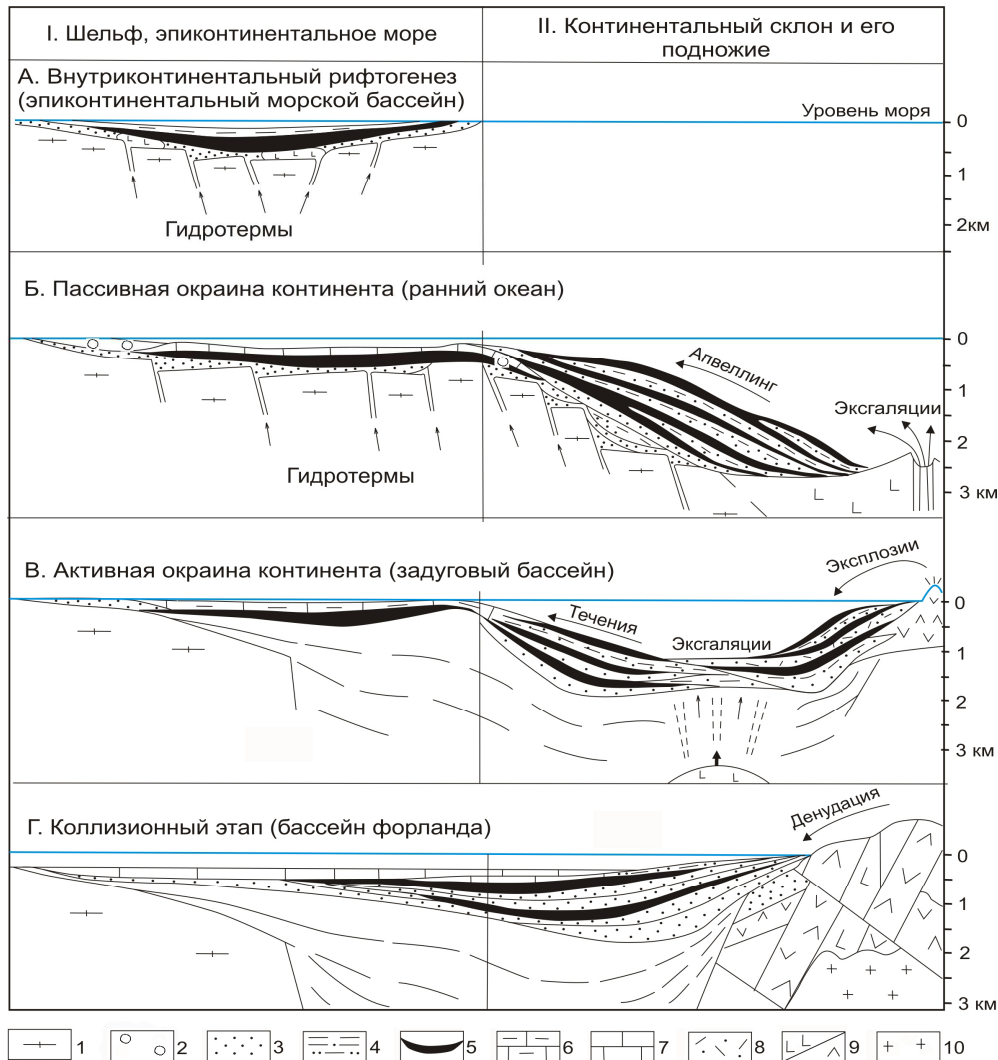 I. Шельф, эпиконтинентальное море
II. Континентальный склон и его
подножие
А. Внутриконтинентальный рифтогенез
(эпиконтинентальный морской бассейн)
Уровень моря
0
1
2км
Гидротермы
Б. Пассивная окраина континента (ранний океан)
0
Апвеллинг
1
Эксгаляции
2
Гидротермы
3 км
Эксплозии
В. Активная окраина континента (задуговый бассейн)
0
Течения
Эксгаляции
1
2
3 км
Денудация
Г. Коллизионный этап (бассейн форланда)
0
1
2
3 км
1 2 3 4 5 6 7 8 9 10